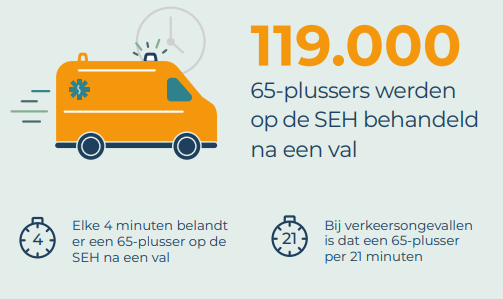 119.000
65-plussers werden
op de SEH behandeld
na een val
4
Elke 4 minuten belandt
er een 65-plusser op de
SEH na een val
21
Bij verkeersongevallen
is dat een 65-plusser
per 21 minuten